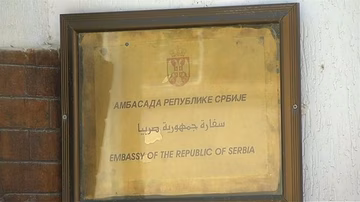 АМБАСАДА РЕПУБЛИКЕ СРБИЈЕ
سفارة جمهورية صربيا
EMBASSY OF THE REPUBLIC OF SERBIA